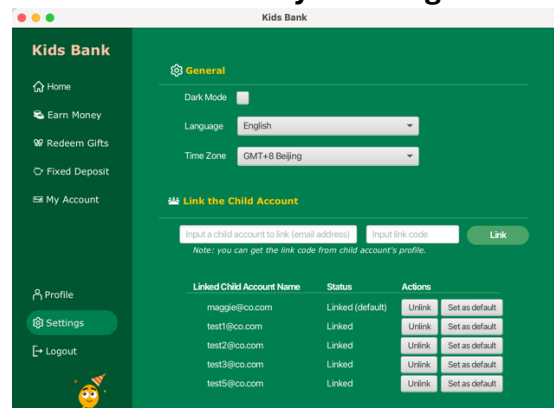 Kids Bank
Kids Bank
Home
Earn Money
Redeem Gifts
Fixed Deposit
My Account
Profile
Settings
Logout
General
Dark Mode
Language English
Time Zone GMT+8 Beijing
Link the Child Account
Input a child account to link (email address) Input link code Link
Note: you can get the link code from child account's profile.
Linked Child Account Name Status Actions
maggie@co.com Linked (default) Unlink Set as default
test1@co.com Linked Unlink Set as default
test2@co.com Linked Unlink Set as default
test3@co.com Linked Unlink Set as default
test5@co.com Linked Unlink Set as default